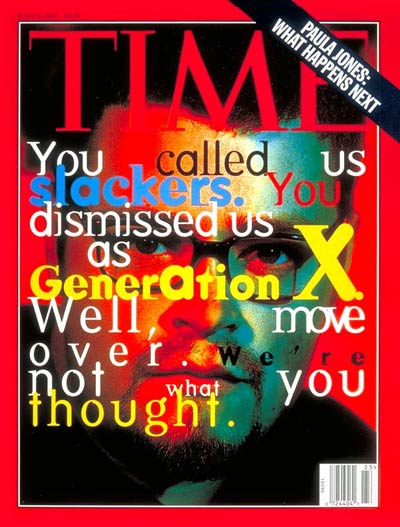 PAULA JONES:
WHAT HAPPENS NEXT
TIME
You called us
slackers. You
dismissed us
as
Generation X.
Well, move
over. We're
not what you
thought.
23